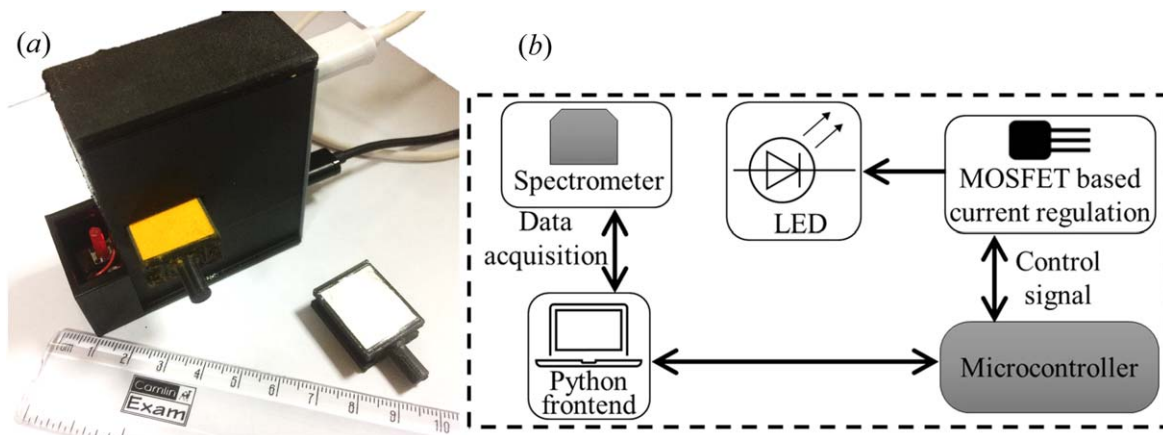 (a)
(b)
Spectrometer
Data
acquisition
Python
frontend
LED
MOSFET based
current regulation
Control
signal
Microcontroller
1 2 3 4 5 6 7 8 9 10
Camlin
Exam